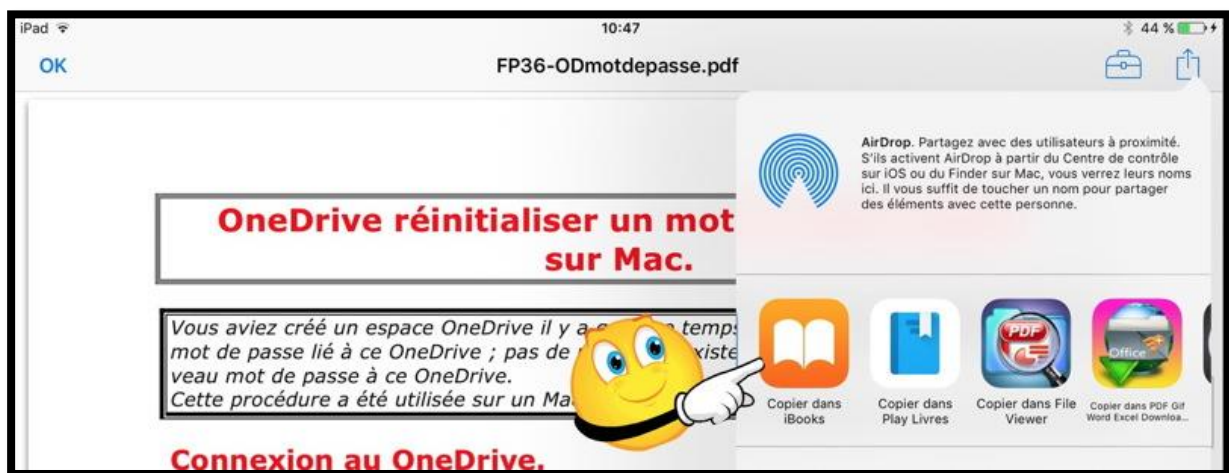 iPad 10:47 44 %
OK FP36-ODmotdepasse.pdf
AirDrop. Partagez avec des utilisateurs à proximité.
S'ils activent AirDrop à partir du Centre de contrôle
sur iOS ou du Finder sur Mac, vous verrez leurs noms
ici. Il vous suffit de toucher un nom pour partager
des éléments avec cette personne.
OneDrive réinitialiser un mot
sur Mac.
Vous aviez créé un espace OneDrive il y a temps
mot de passe lié à ce OneDrive ; pas de
veau mot de passe à ce OneDrive.
Cette procédure a été utilisée sur un Ma
Connexion au OneDrive.
PDF
Office
Copier dans
iBooks
Copier dans
Play Livres
Copier dans File
Viewer
Copier dans PDF Gif
Word Excel Downloa...